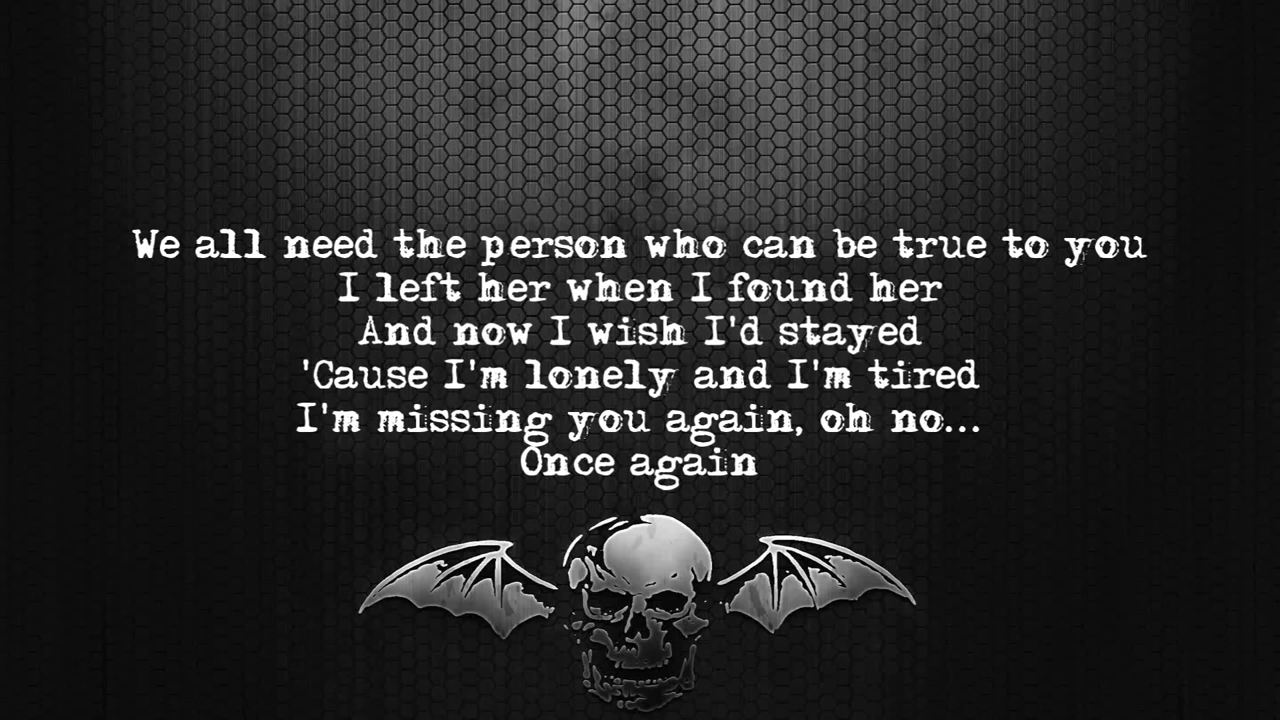 We all need the person who can be true to you
I left her when I found her
And now I wish I'd stayed
'Cause I'm lonely and I'm tired
I'm missing you again, oh no...
Once again